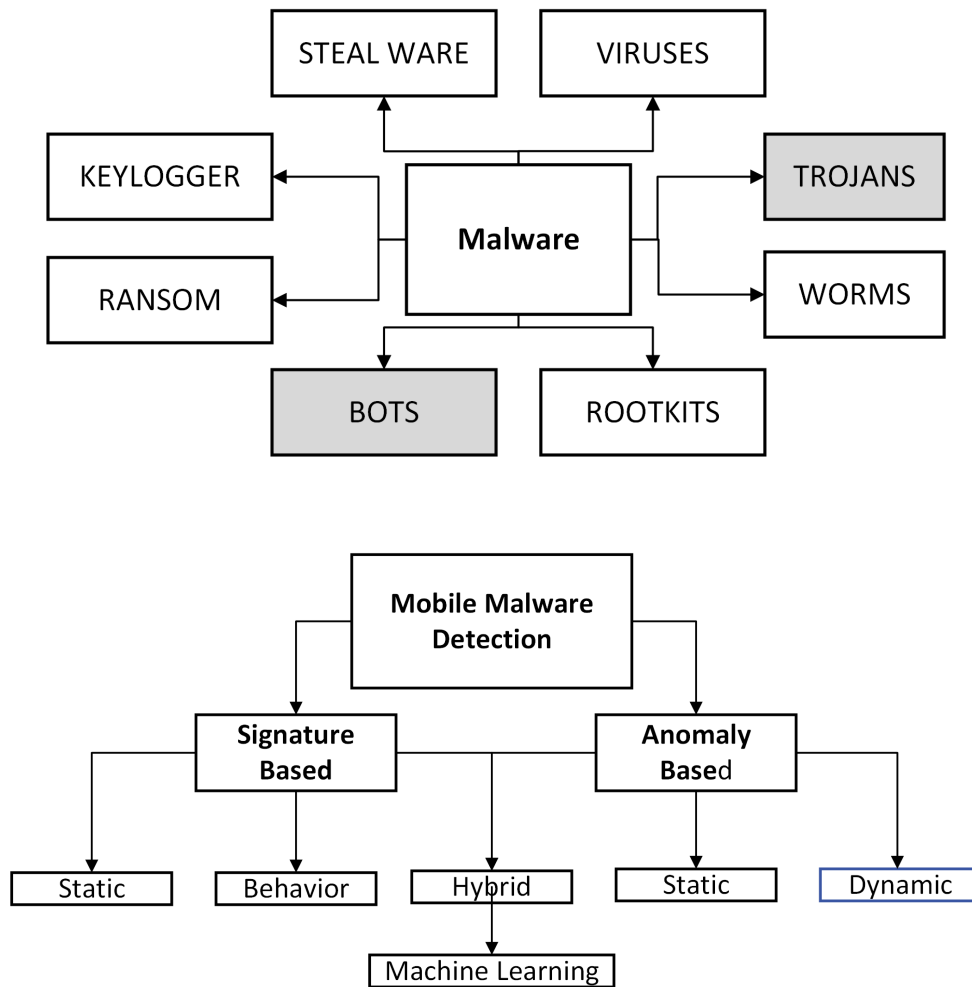 STEAL WARE
VIRUSES
KEYLOGGER
TROJANS
Malware
RANSOM
WORMS
BOTS
ROOTKITS
Mobile Malware
Detection
Signature
Based
Anomaly
Based
Static
Behavior
Hybrid
Static
Dynamic
Machine Learning